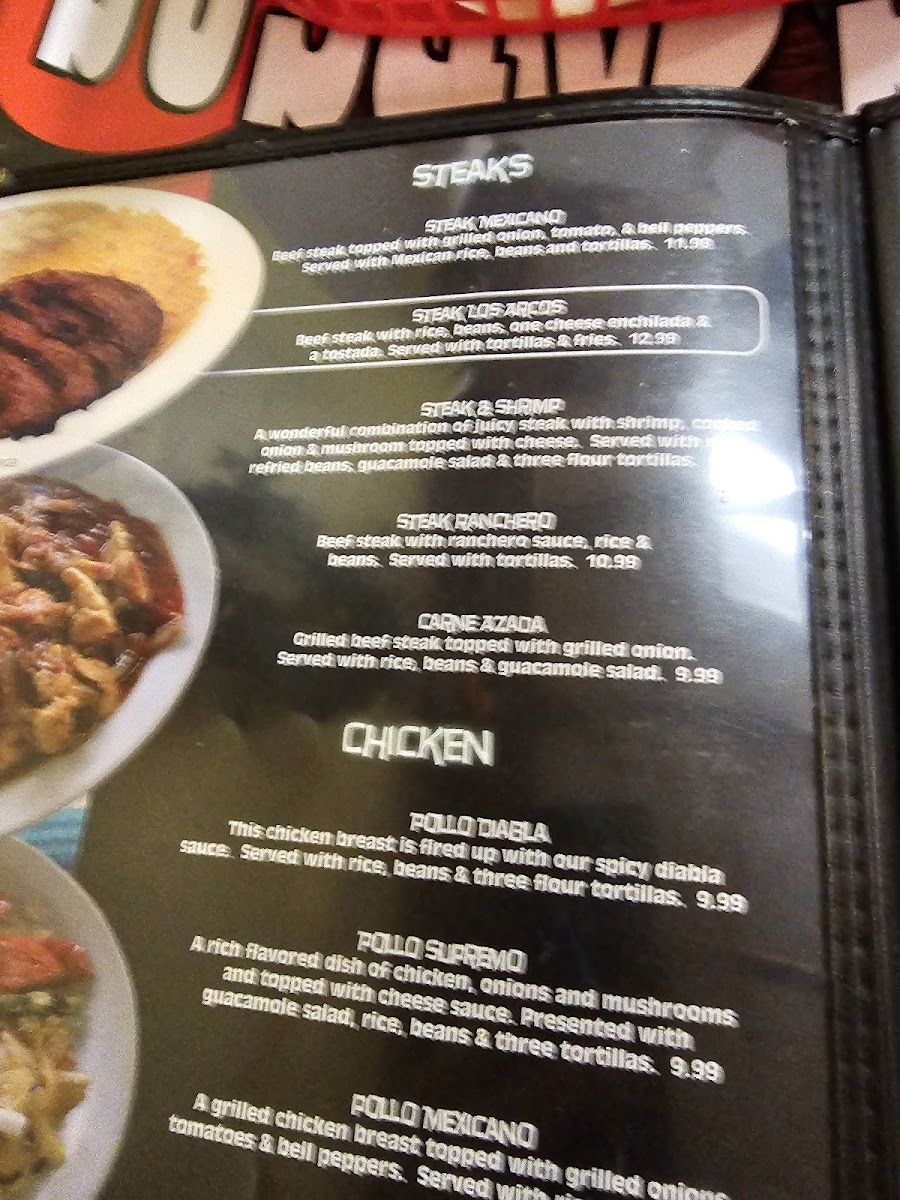 STEAKS
STEAK MEXICANO
Beef steak topped with grilled onion, tomato, & bell peppers.
Served with Mexican rice, beans and tortillas. 11.99
STEAK LOS ARCOS
Beef steak with rice, beans, one cheese enchilada &
a tostada. Served with tortillas & fries. 12.99
STEAK & SHRIMP
A wonderful combination of juicy steak with shrimp, cooked
onion & mushroom topped with cheese. Served with
refried beans, guacamole salad & three flour tortillas.
STEAK RANCHERO
Beef steak with ranchero sauce, rice &
beans. Served with tortillas. 10.99
CARNE AZADA
Grilled beef steak topped with grilled onion.
Served with rice, beans & guacamole salad. 9.99
CHICKEN
POLLO DIABLA
This chicken breast is fired up with our spicy diabla
sauce. Served with rice, beans & three flour tortillas. 9.99
POLLO SUPREMO
A rich flavored dish of chicken, onions and mushrooms
and topped with cheese sauce. Presented with
guacamole salad, rice, beans & three tortillas. 9.99
POLLO MEXICANO
A grilled chicken breast topped with grilled onions
tomatoes & bell peppers. Served with